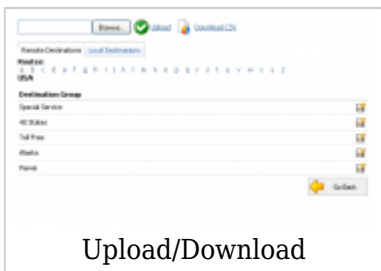 Browse... Upload Download CSV
Remote Destinations Local Destinations
Routes:
a b c d e f g h i j k l m n o p q r s t u v w x y z
USA
Destination Group
Special Service
48 States
Toll Free
Alaska
Hawaii
Go Back
Upload/Download